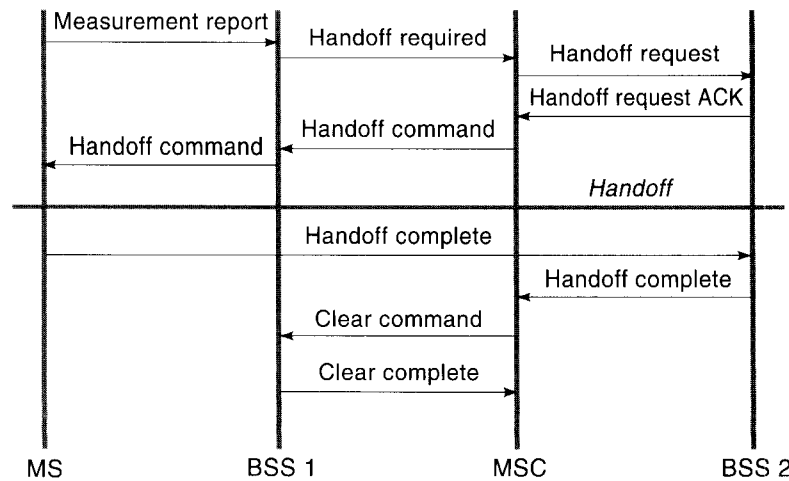 Measurement report
Handoff required
Handoff request
Handoff request ACK
Handoff command
Handoff command
Handoff
Handoff complete
Handoff complete
Clear command
Clear complete
MS
BSS 1
MSC
BSS 2